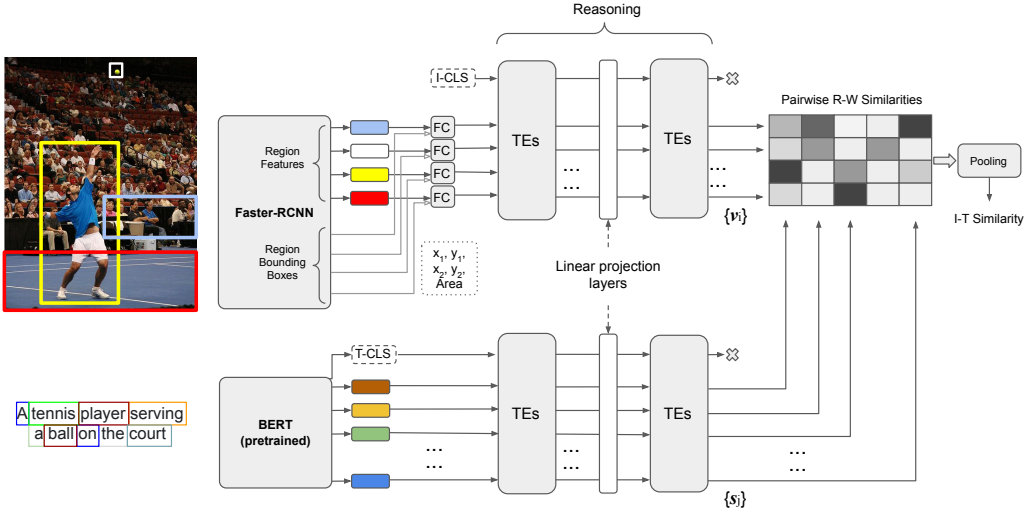 Reasoning
I-CLS
TEs
TEs
Pairwise R-W Similarities
FC
FC
FC
FC
Region
Features
Faster-RCNN
Region
Bounding
Boxes
x1, y1,
x2, y2,
Area
... ...
... ...
... ...
... ...
{vi}
Pooling
I-T Similarity
Linear projection
layers
T-CLS
BERT
(pretrained)
TEs
TEs
...
...
...
...
...
...
{sj}
A tennis player serving
a ball on the court